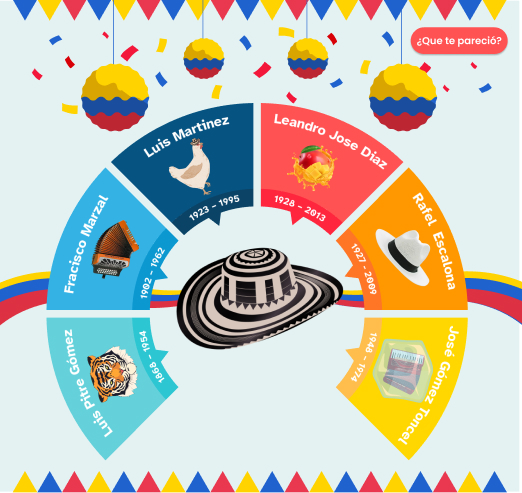 ¿Que te pareció?
Luis Martinez
1923 - 1995
Leandro Jose Diaz
1928 - 2013
Fracisco Marzal
1902 - 1962
Rafel Escalona
1927 - 2009
Luis Pitre Gómez
1868 - 1954
José Gómez Toncel
1948 - 1974